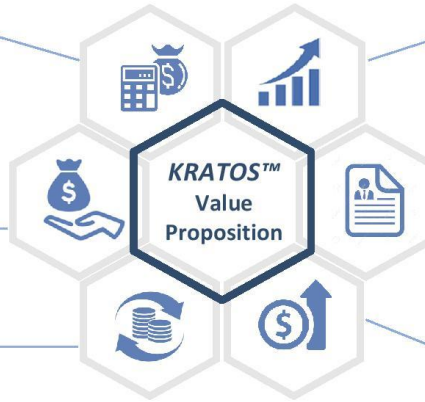 $
$
KRATOS™
Value
Proposition
$